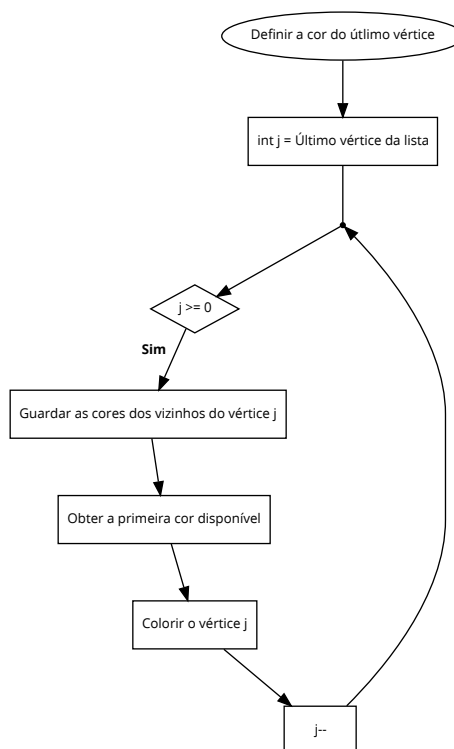 Definir a cor do útlimo vértice
int j = Último vértice da lista
j >= 0
Sim
Guardar as cores dos vizinhos do vértice j
Obter a primeira cor disponível
Colorir o vértice j
j--